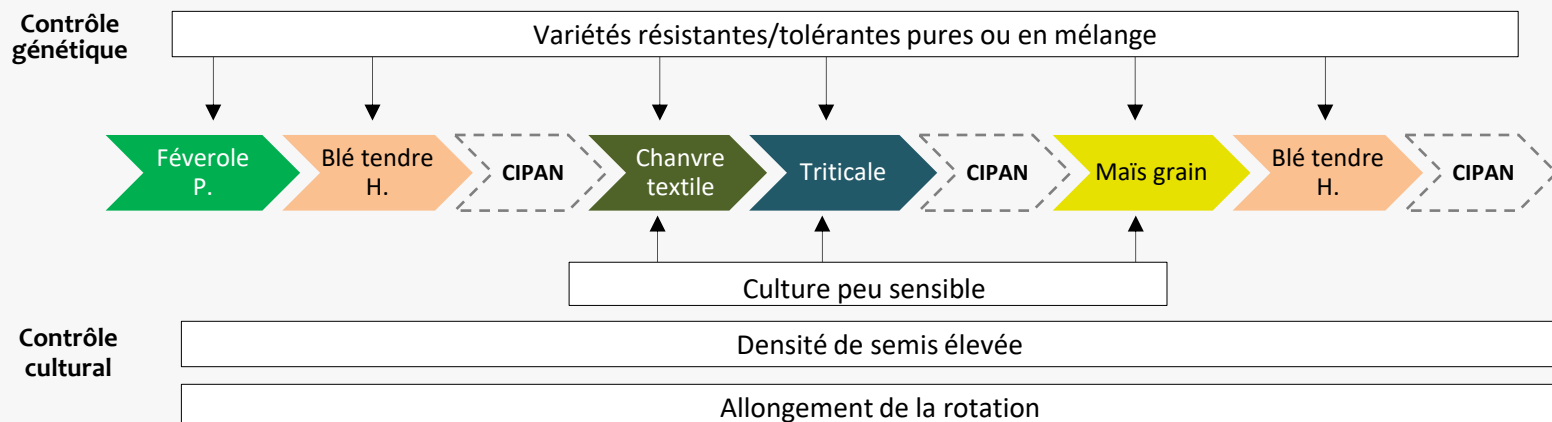 Contrôle
génétique
Variétés résistantes/tolérantes pures ou en mélange
Féverole
P.
Blé tendre
H.
CIPAN
Chanvre
textile
Triticale
CIPAN
Maïs grain
Blé tendre
H.
CIPAN
Culture peu sensible
Contrôle
cultural
Densité de semis élevée
Allongement de la rotation